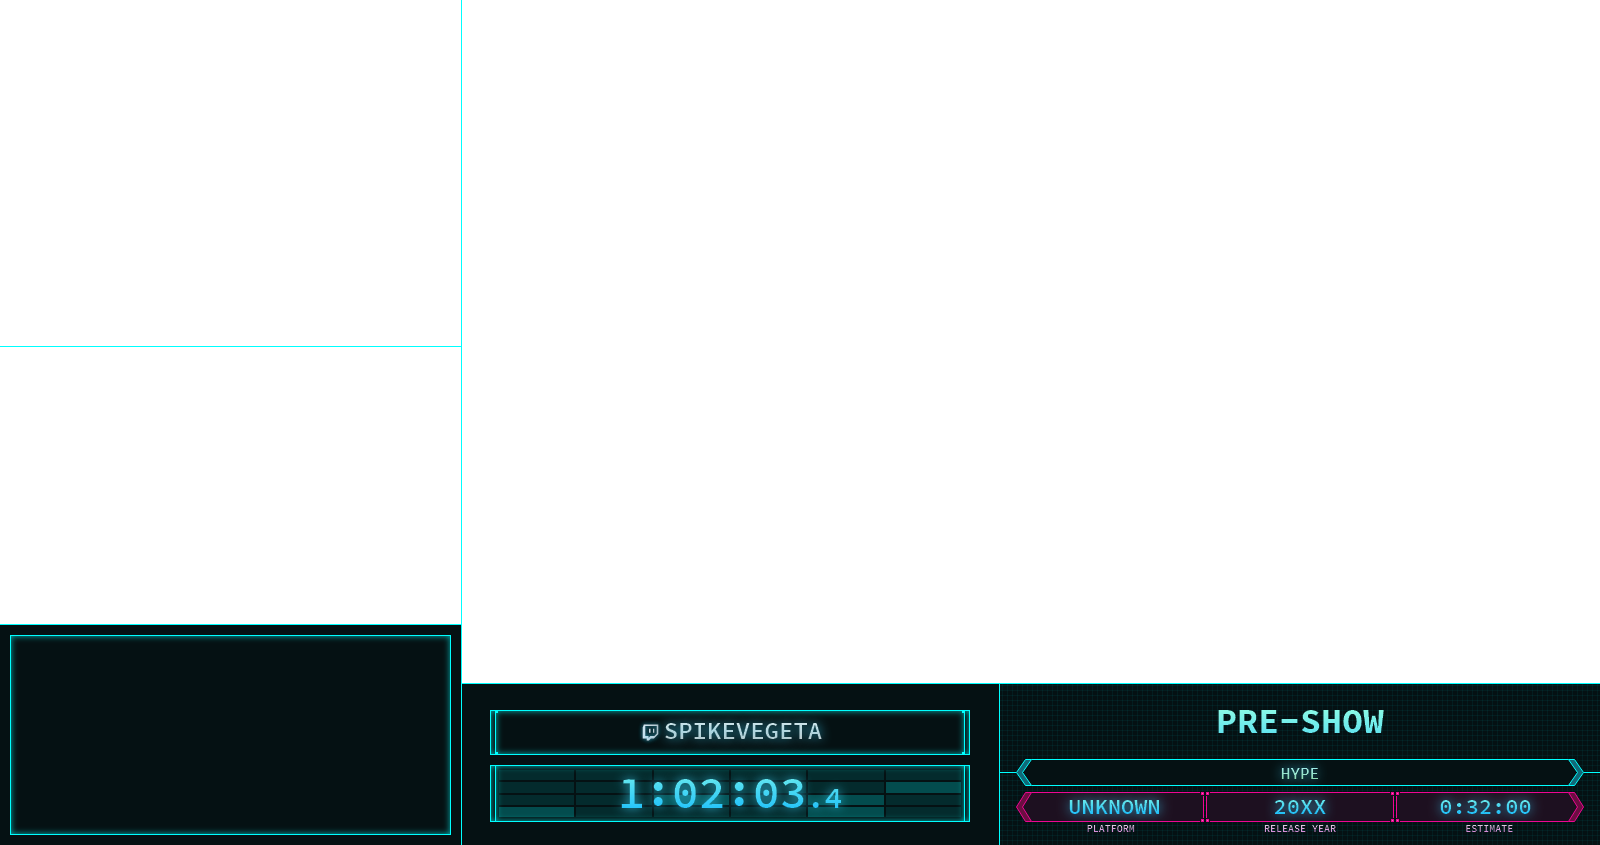 SPIKEVEGETA
1:02:03.4
PRE-SHOW
HYPE
UNKNOWN 20XX 0:32:00
PLATFORM RELEASE YEAR ESTIMATE